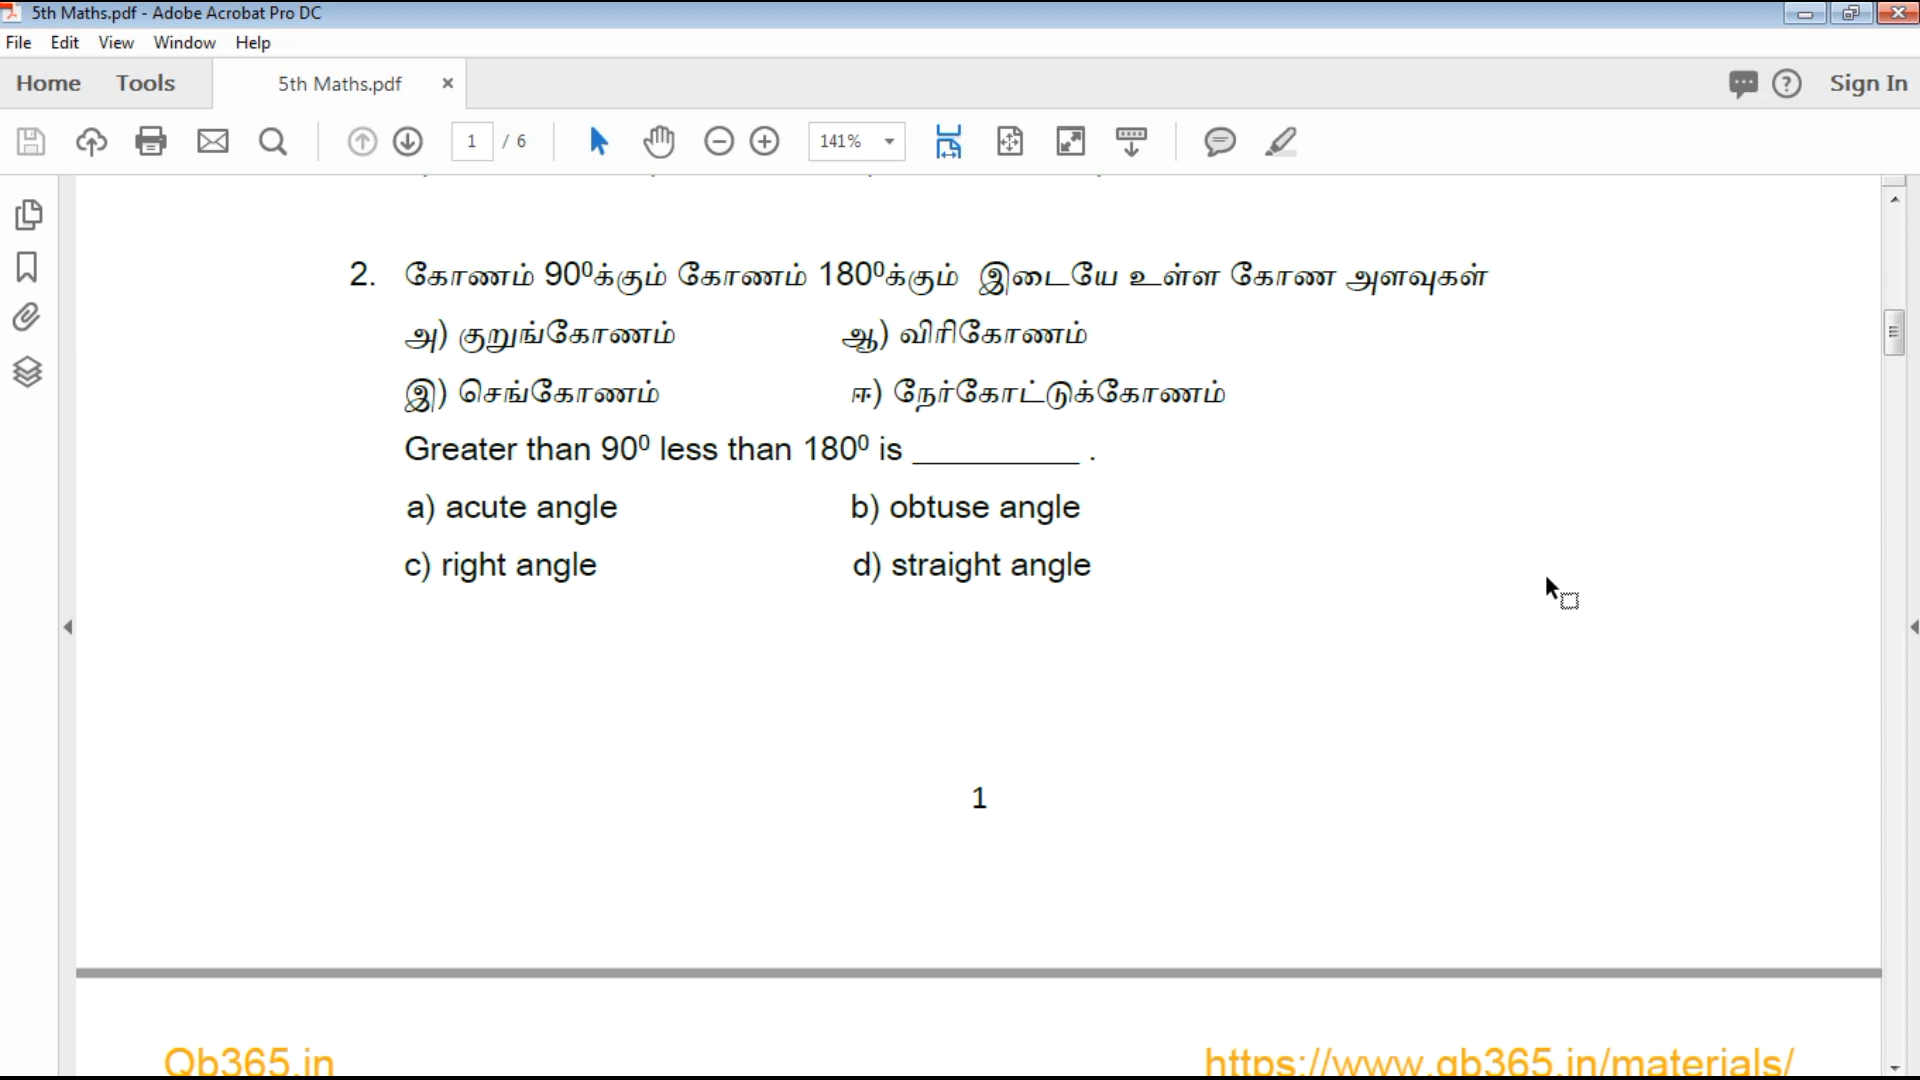 5th Maths.pdf - Adobe Acrobat Pro DC
File Edit View Window Help
Home Tools 5th Maths.pdf × Sign In
1 / 6 141%
2. கோணம் 90⁰க்கும் கோணம் 180⁰க்கும் இடையே உள்ள கோண அளவுகள்
அ) குறுங்கோணம் ஆ) விரிகோணம்
இ) செங்கோணம் ஈ) நேர்கோட்டுக்கோணம்
Greater than 90⁰ less than 180⁰ is __________ .
a) acute angle b) obtuse angle
c) right angle d) straight angle
1
Qb365.in https://www.qb365.in/materials/